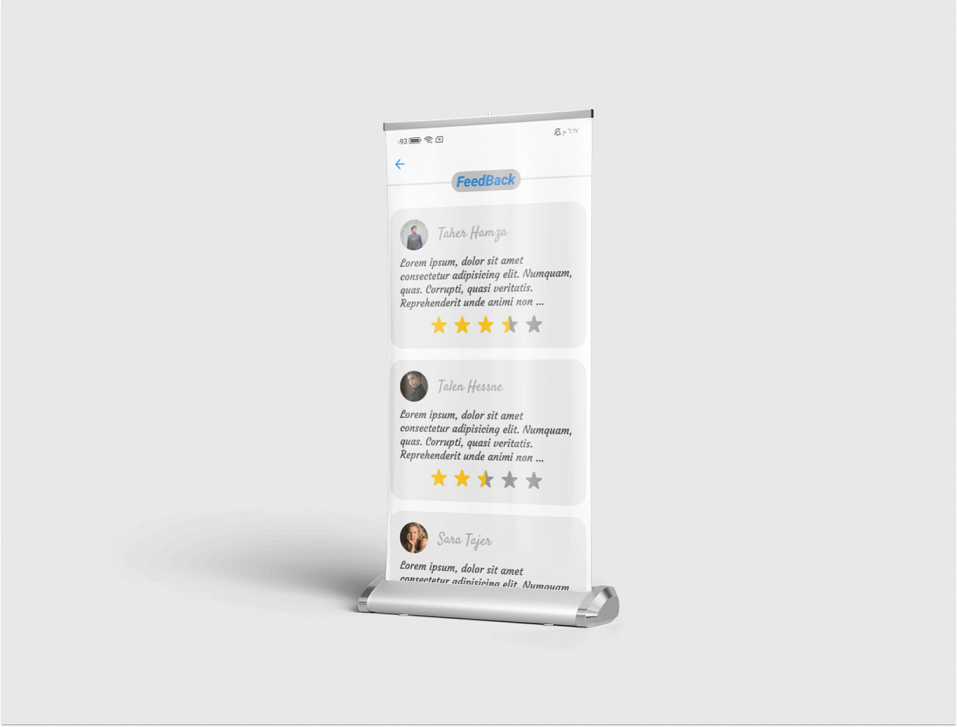 93
FeedBack
Taher Hamza
Lorem ipsum, dolor sit amet
consectetur adipisicing elit. Numquam,
quas. Corrupti, quasi veritatis.
Reprehenderit unde animi non ...
Talen Hessne
Lorem ipsum, dolor sit amet
consectetur adipisicing elit. Numquam,
quas. Corrupti, quasi veritatis.
Reprehenderit unde animi non ...
Sara Tajer
Lorem ipsum, dolor sit amet
consectetur adipisicing elit. Numquam